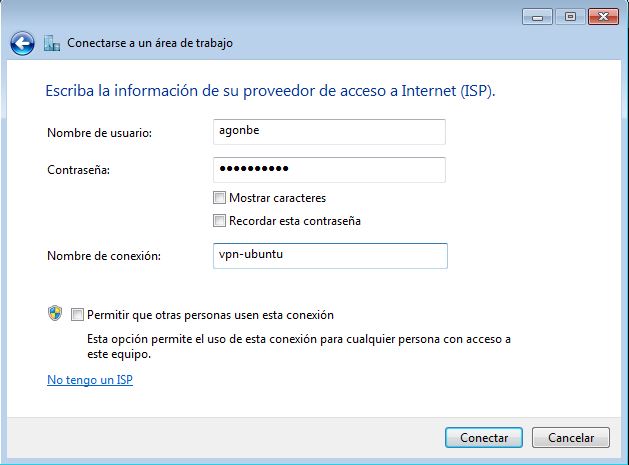 Conectarse a un área de trabajo
Escriba la información de su proveedor de acceso a Internet (ISP).
Nombre de usuario:
agonbe
Contraseña:
●●●●●●●●●●
Mostrar caracteres
Recordar esta contraseña
Nombre de conexión:
vpn-ubuntu
Permitir que otras personas usen esta conexión
Esta opción permite el uso de esta conexión para cualquier persona con acceso a
este equipo.
No tengo un ISP
Conectar
Cancelar